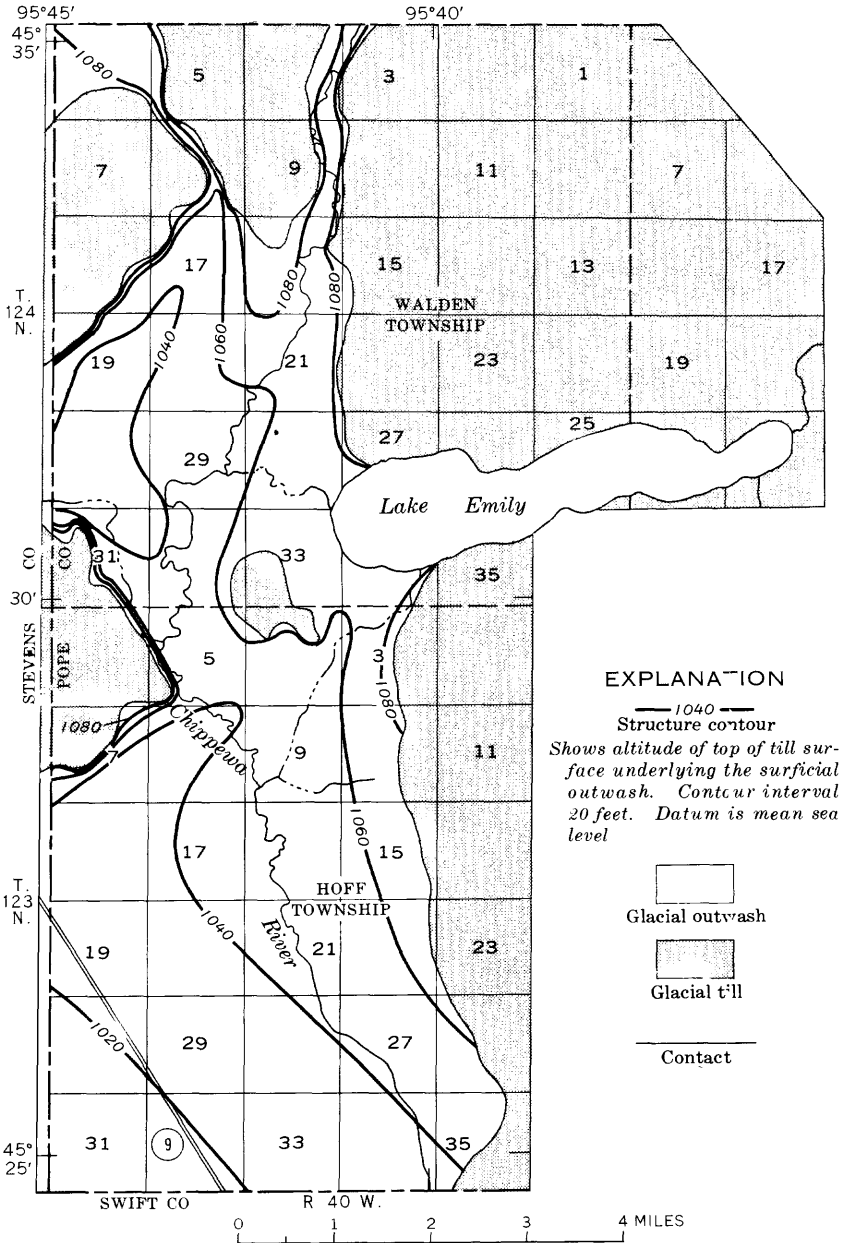 95°45'
95°40'
45°
35'
1080
5
3
1
7
9
11
7
17
1080
1080
15
13
17
WALDEN
TOWNSHIP
T.
124
N.
19
1040
1060
21
23
19
29
27
25
Lake Emily
31
33
35
STEVENS CO
POPE CO
30'
5
3
1080
1080
7
Chippewa
9
11
EXPLANATION
1040
Structure contour
Shows altitude of top of till sur-
face underlying the surficial
outwash. Contour interval
20 feet. Datum is mean sea
level
17
1060
15
T.
123
N.
HOFF
TOWNSHIP
Glacial outwash
19
1040
River
21
23
Glacial till
1020
29
27
Contact
45°
25'
31
9
33
35
SWIFT CO
R 40 W.
0 1 2 3 4 MILES